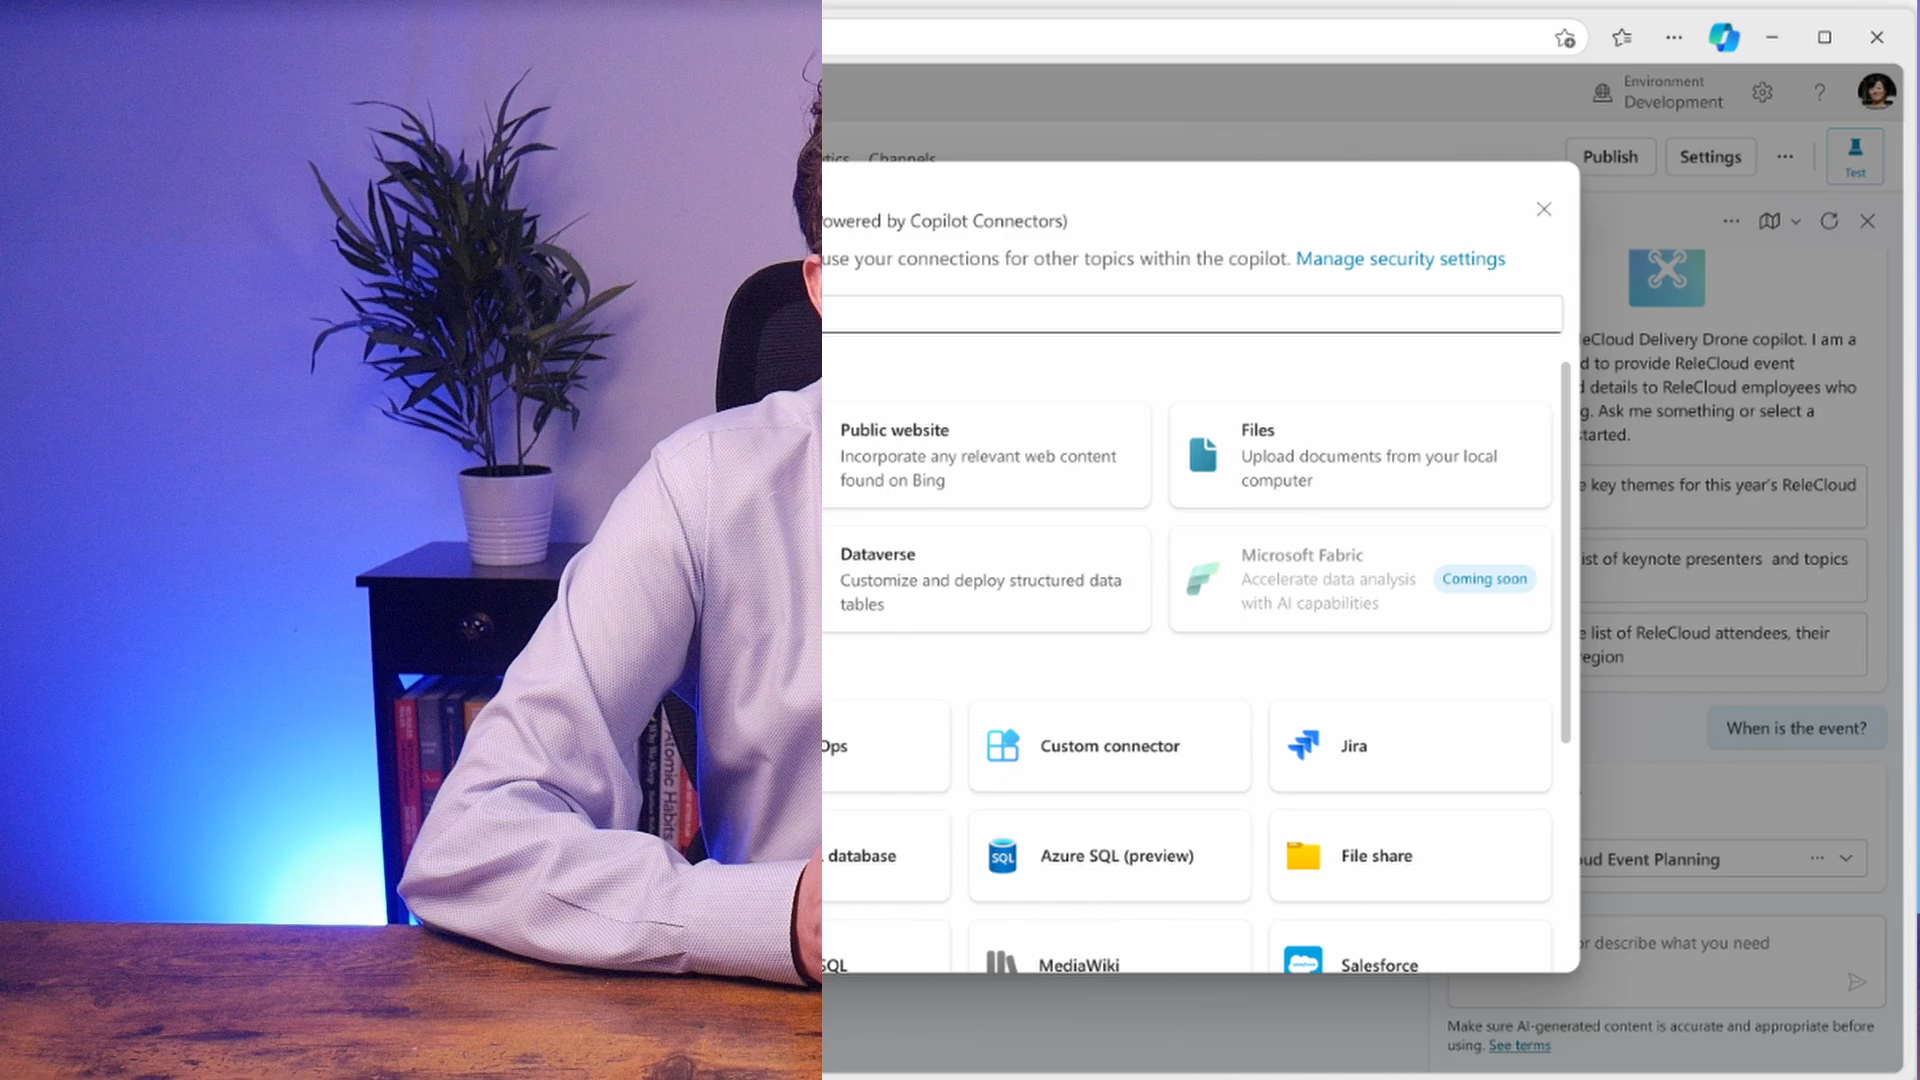 Environment
Development
Channels
Publish
Settings
Test
owered by Copilot Connectors)
use your connections for other topics within the copilot. Manage security settings
Public website
Incorporate any relevant web content
found on Bing
Files
Upload documents from your local
computer
Dataverse
Customize and deploy structured data
tables
Microsoft Fabric
Accelerate data analysis
with AI capabilities
Coming soon
Ops
Custom connector
Jira
database
SQL
Azure SQL (preview)
File share
SQL
MediaWiki
Salesforce
eCloud Delivery Drone copilot. I am a
d to provide ReleCloud event
details to ReleCloud employees who
g. Ask me something or select a
tarted.
e key themes for this year's ReleCloud
ist of keynote presenters and topics
e list of ReleCloud attendees, their
egion
When is the event?
oud Event Planning
or describe what you need
Make sure AI-generated content is accurate and appropriate before
using. See terms
Atomic Habits